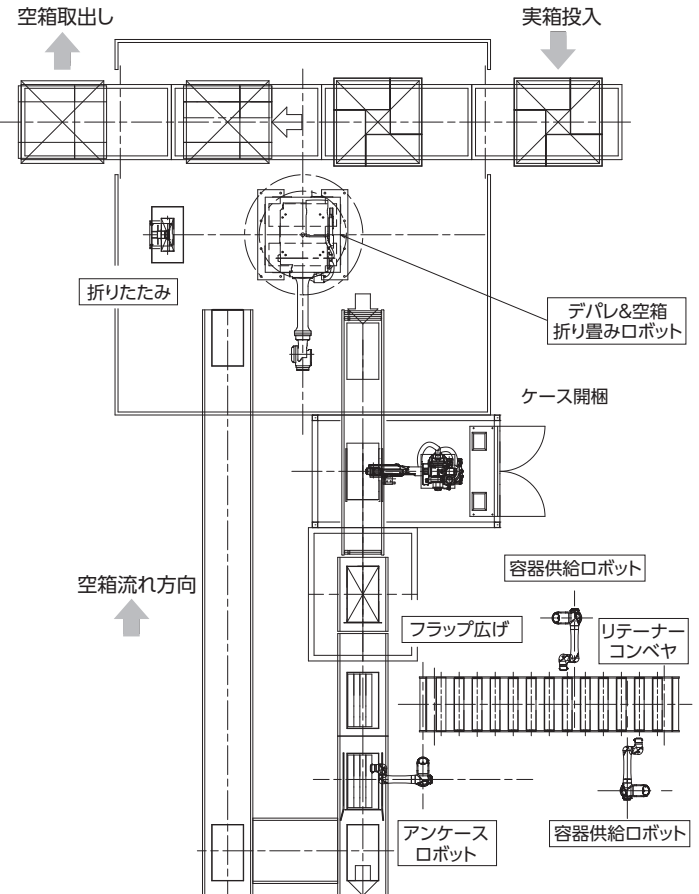 空箱取出し
実箱投入
折りたたみ
デパレ&空箱
折り畳みロボット
ケース開梱
空箱流れ方向
容器供給ロボット
フラップ広げ
リテーナー
コンベヤ
アンケース
ロボット
容器供給ロボット